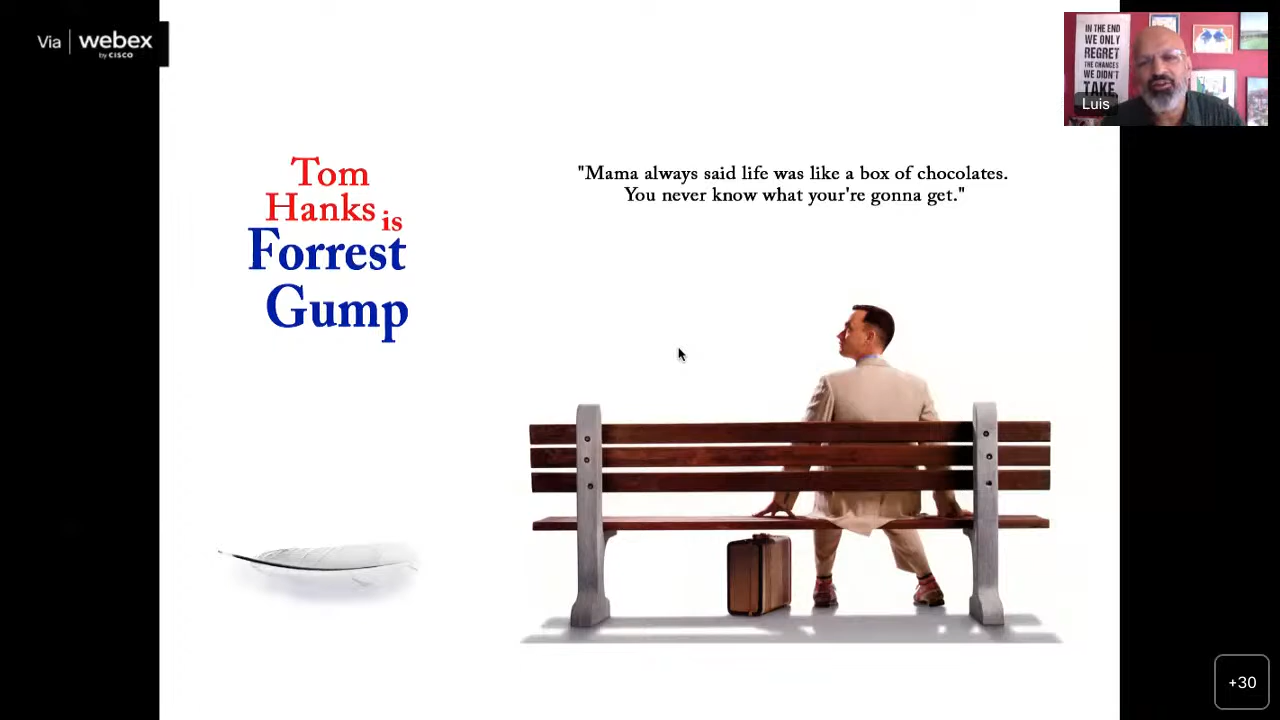 Via webex
by CISCO
IN THE END
WE ONLY
REGRET
THE CHANCES
WE DIDN'T
TAKE.
Luis
Tom
Hanks is
Forrest
Gump
"Mama always said life was like a box of chocolates.
You never know what your're gonna get."
+30